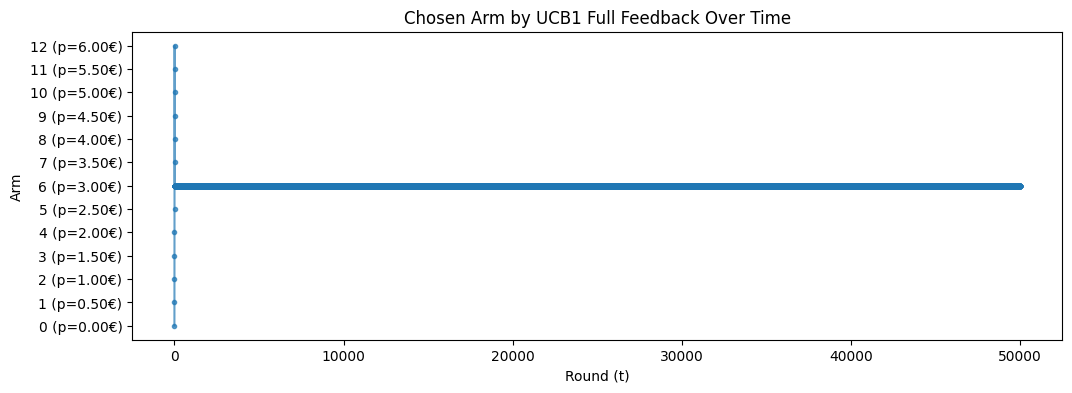 Chosen Arm by UCB1 Full Feedback Over Time
12 (p=6.00€)
11 (p=5.50€)
10 (p=5.00€)
9 (p=4.50€)
8 (p=4.00€)
7 (p=3.50€)
6 (p=3.00€)
5 (p=2.50€)
4 (p=2.00€)
3 (p=1.50€)
2 (p=1.00€)
1 (p=0.50€)
0 (p=0.00€)
Arm
0 10000 20000 30000 40000 50000
Round (t)